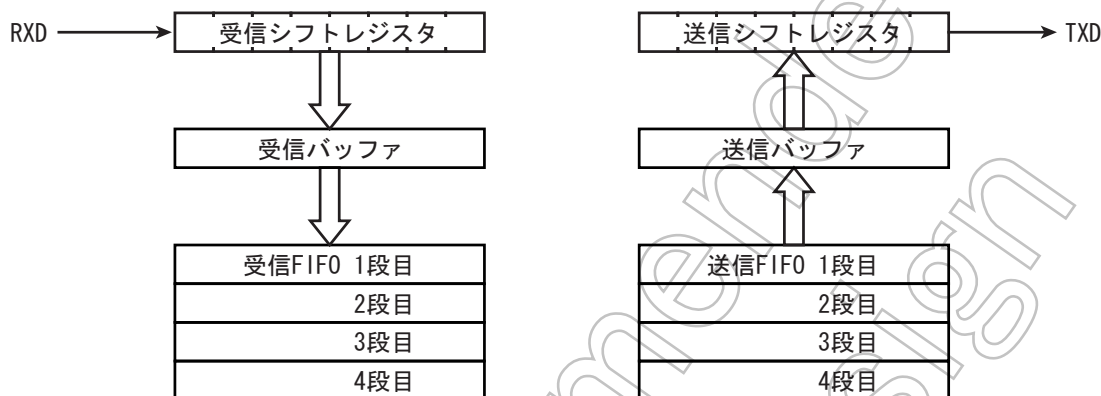 RXD
受信シフトレジスタ
受信バッファ
受信FIFO 1段目
2段目
3段目
4段目
送信シフトレジスタ
TXD
送信バッファ
送信FIFO 1段目
2段目
3段目
4段目